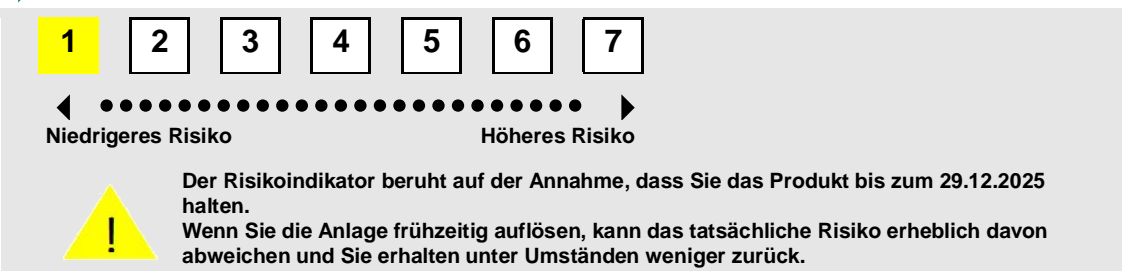 1 2 3 4 5 6 7
Niedrigeres Risiko Höheres Risiko
Der Risikoindikator beruht auf der Annahme, dass Sie das Produkt bis zum 29.12.2025
halten.
Wenn Sie die Anlage frühzeitig auflösen, kann das tatsächliche Risiko erheblich davon
abweichen und Sie erhalten unter Umständen weniger zurück.
!